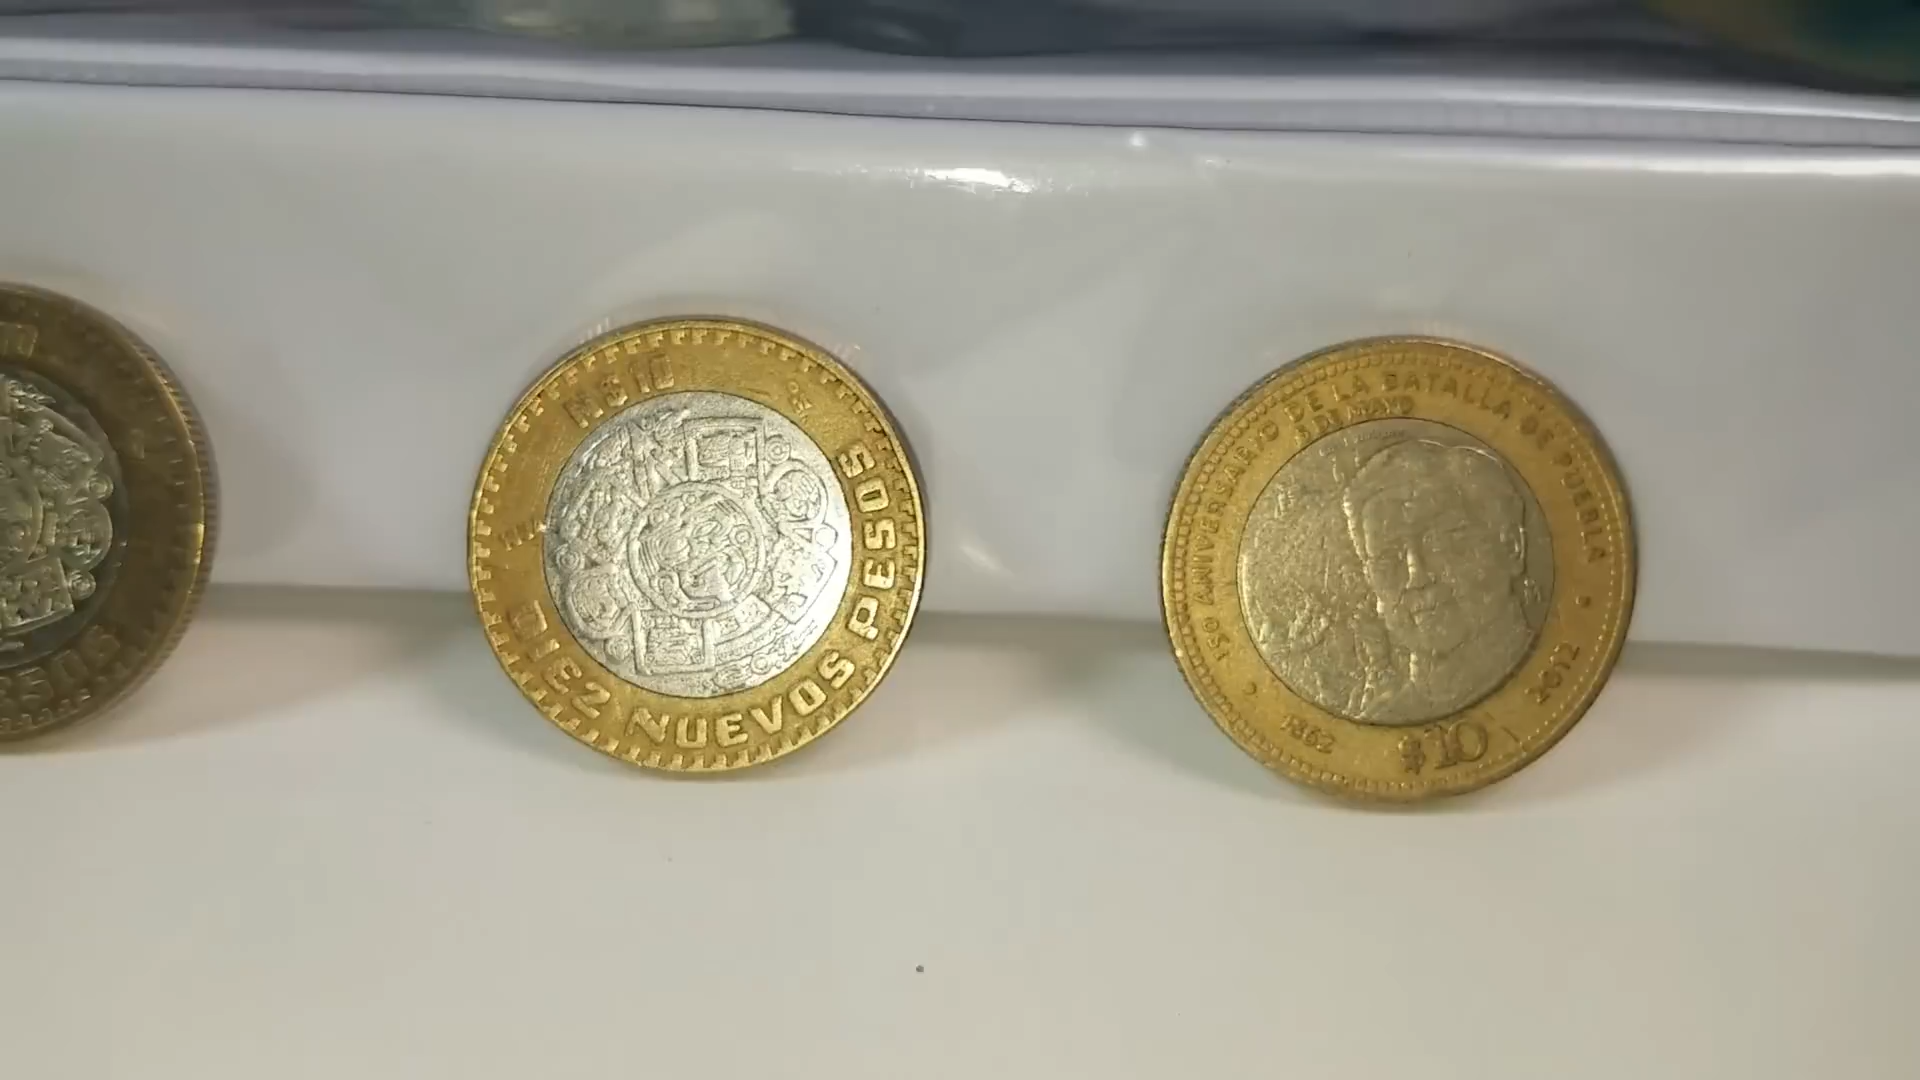 N$10
DIEZ NUEVOS PESOS
150 ANIVERSARIO DE LA BATALLA DE PUEBLA
5 DE MAYO
1862
$10
2012